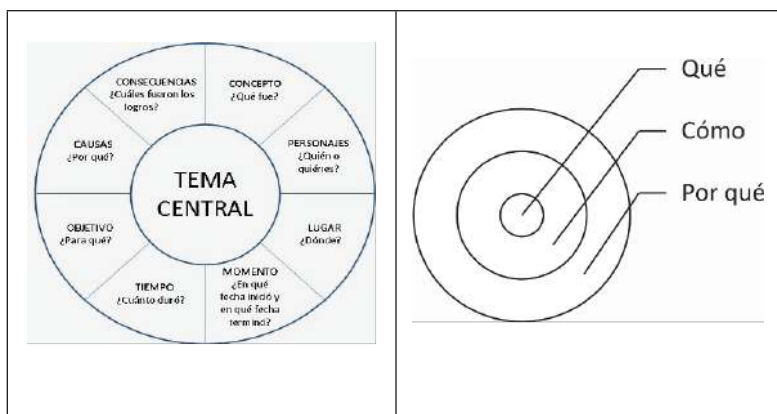 CONSECUENCIAS
¿Cuáles fueron los
logros?
CONCEPTO
¿Qué fue?
PERSONAJES
¿Quién o
quiénes?
LUGAR
¿Dónde?
MOMENTO
¿En qué
fecha inició y
en qué fecha
terminó?
TIEMPO
¿Cuánto duró?
OBJETIVO
¿Para qué?
CAUSAS
¿Por qué?
TEMA
CENTRAL
Qué
Cómo
Por qué